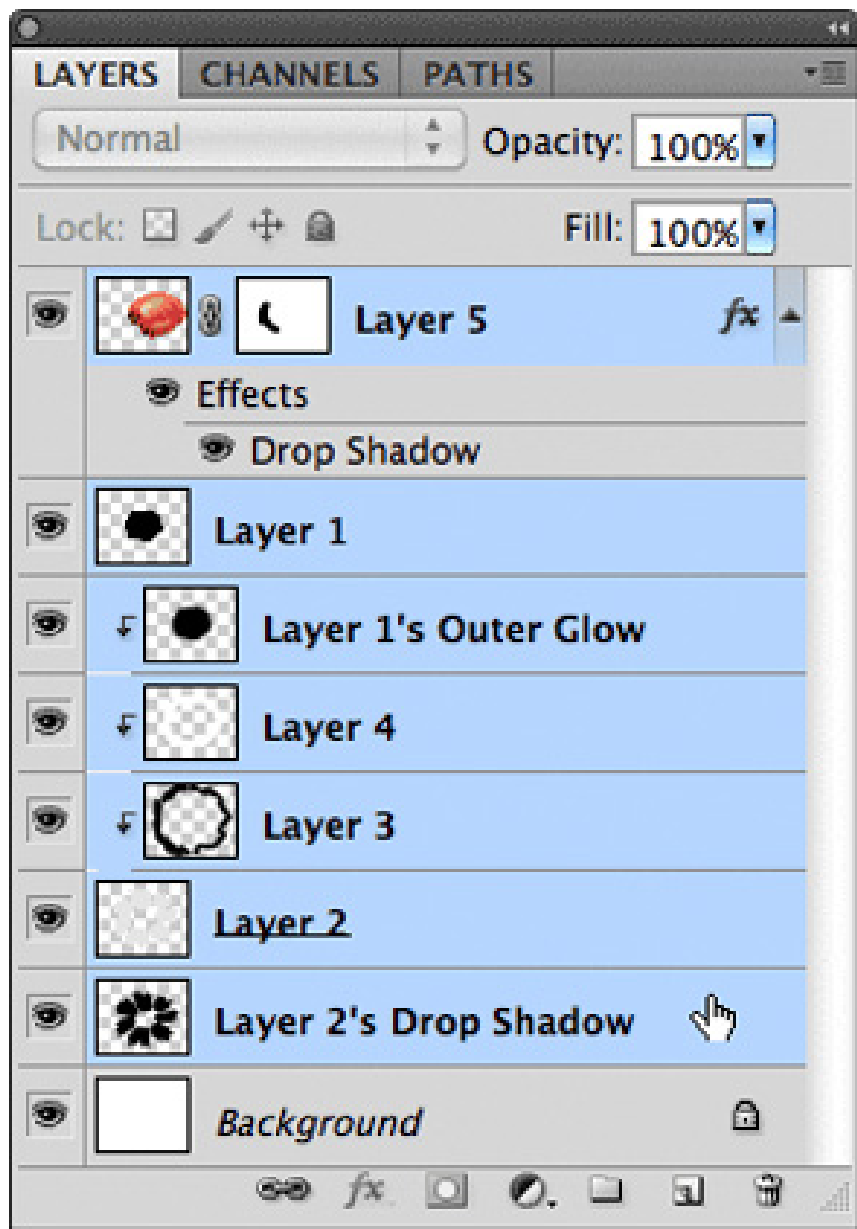 LAYERS CHANNELS PATHS
Normal Opacity: 100%
Lock: Fill: 100%
Layer 5 fx
Effects
Drop Shadow
Layer 1
Layer 1's Outer Glow
Layer 4
Layer 3
Layer 2
Layer 2's Drop Shadow
Background
fx